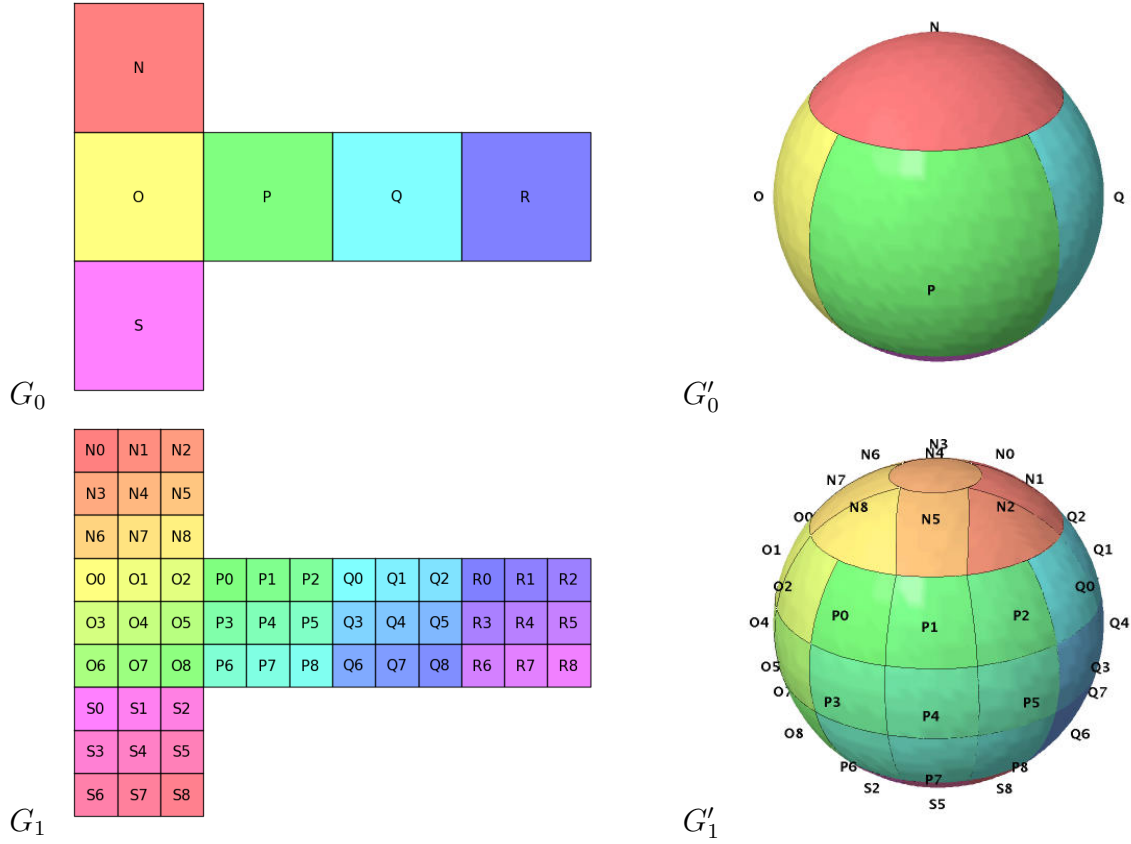 N
O P Q R
S
G₀
N
O Q
P
G′₀
N0 N1 N2
N3 N4 N5
N6 N7 N8
O0 O1 O2 P0 P1 P2 Q0 Q1 Q2 R0 R1 R2
O3 O4 O5 P3 P4 P5 Q3 Q4 Q5 R3 R4 R5
O6 O7 O8 P6 P7 P8 Q6 Q7 Q8 R6 R7 R8
S0 S1 S2
S3 S4 S5
S6 S7 S8
G₁
N3
N6 N4 N0
N7 N1
N8 N5 N2
O0 Q2
O1 Q1
O2 Q0
P0 P1 P2
O4 Q4
O5 Q3
O7 Q7
P3 P4 P5
O8 Q6
P6 P7 P8
S2 S5 S8
G′₁